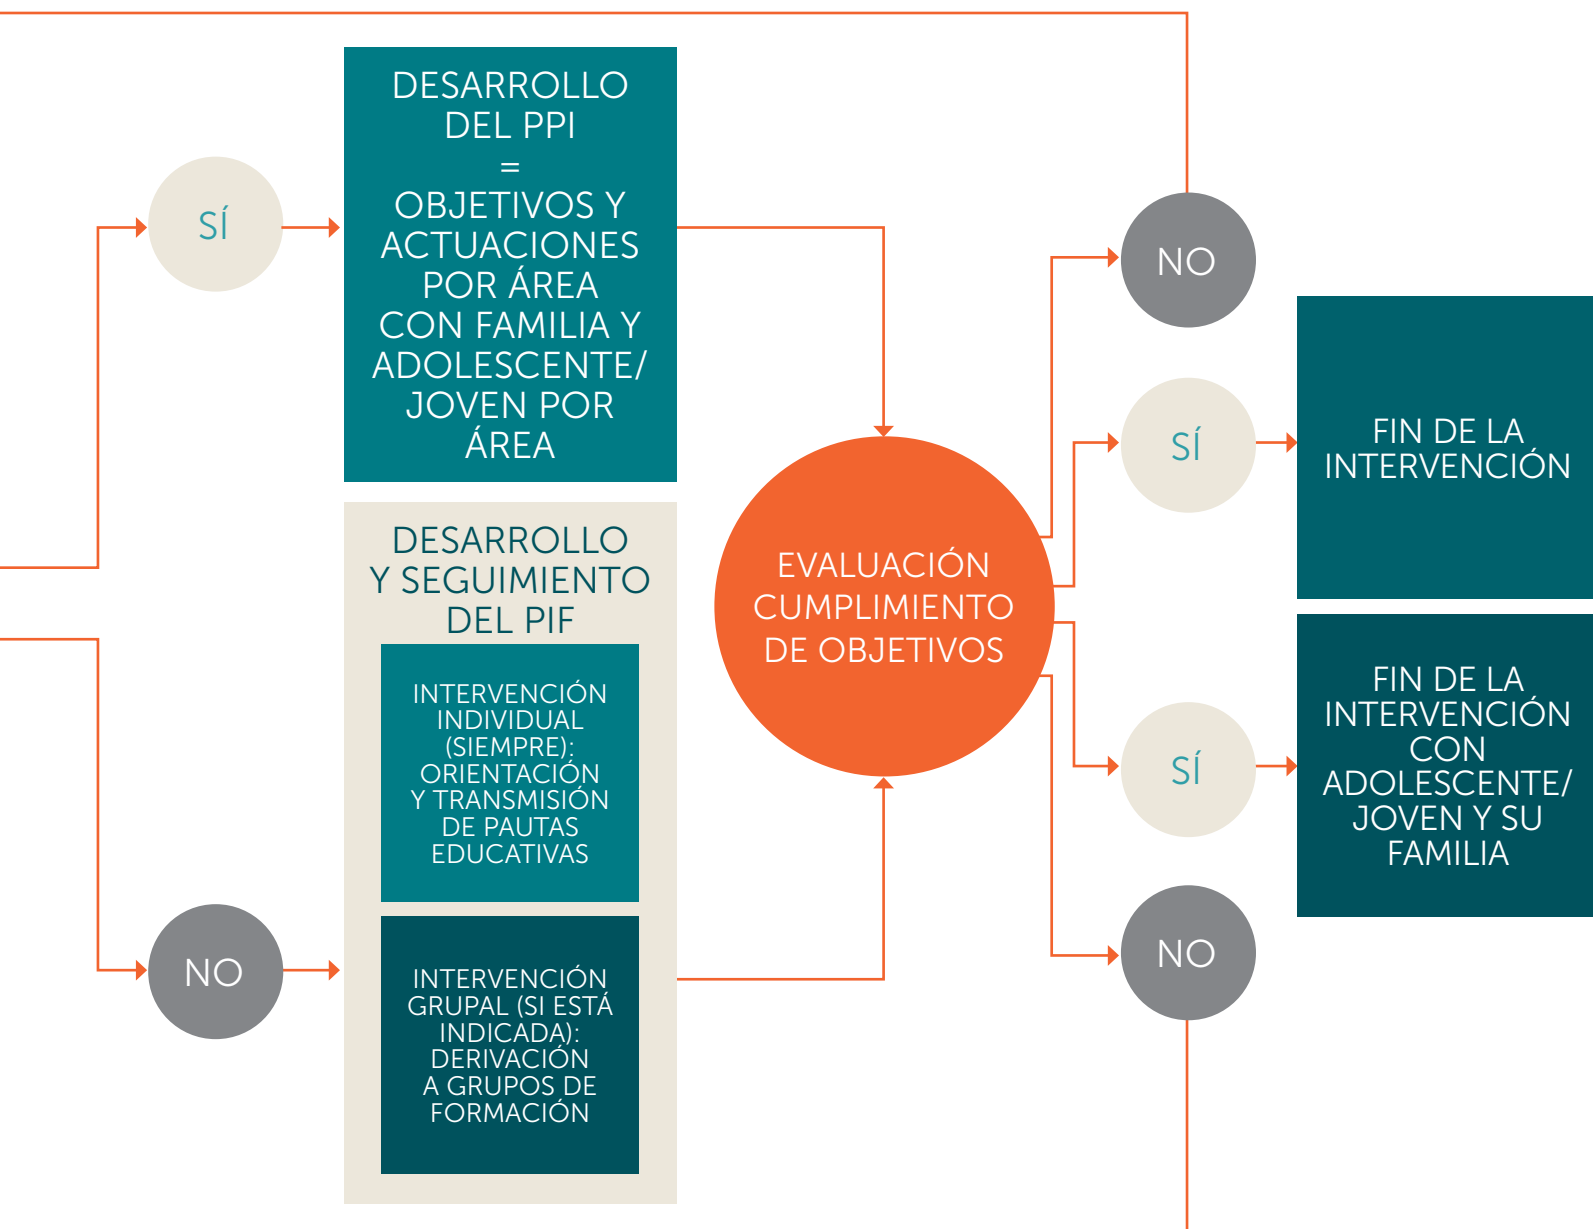 SÍ
DESARROLLO
DEL PPI
=
OBJETIVOS Y
ACTUACIONES
POR ÁREA
CON FAMILIA Y
ADOLESCENTE/
JOVEN POR
ÁREA
NO
DESARROLLO
Y SEGUIMIENTO
DEL PIF
INTERVENCIÓN
INDIVIDUAL
(SIEMPRE):
ORIENTACIÓN
Y TRANSMISIÓN
DE PAUTAS
EDUCATIVAS
INTERVENCIÓN
GRUPAL (SI ESTÁ
INDICADA):
DERIVACIÓN
A GRUPOS DE
FORMACIÓN
EVALUACIÓN
CUMPLIMIENTO
DE OBJETIVOS
NO
SÍ
FIN DE LA
INTERVENCIÓN
SÍ
FIN DE LA
INTERVENCIÓN
CON
ADOLESCENTE/
JOVEN Y SU
FAMILIA
NO